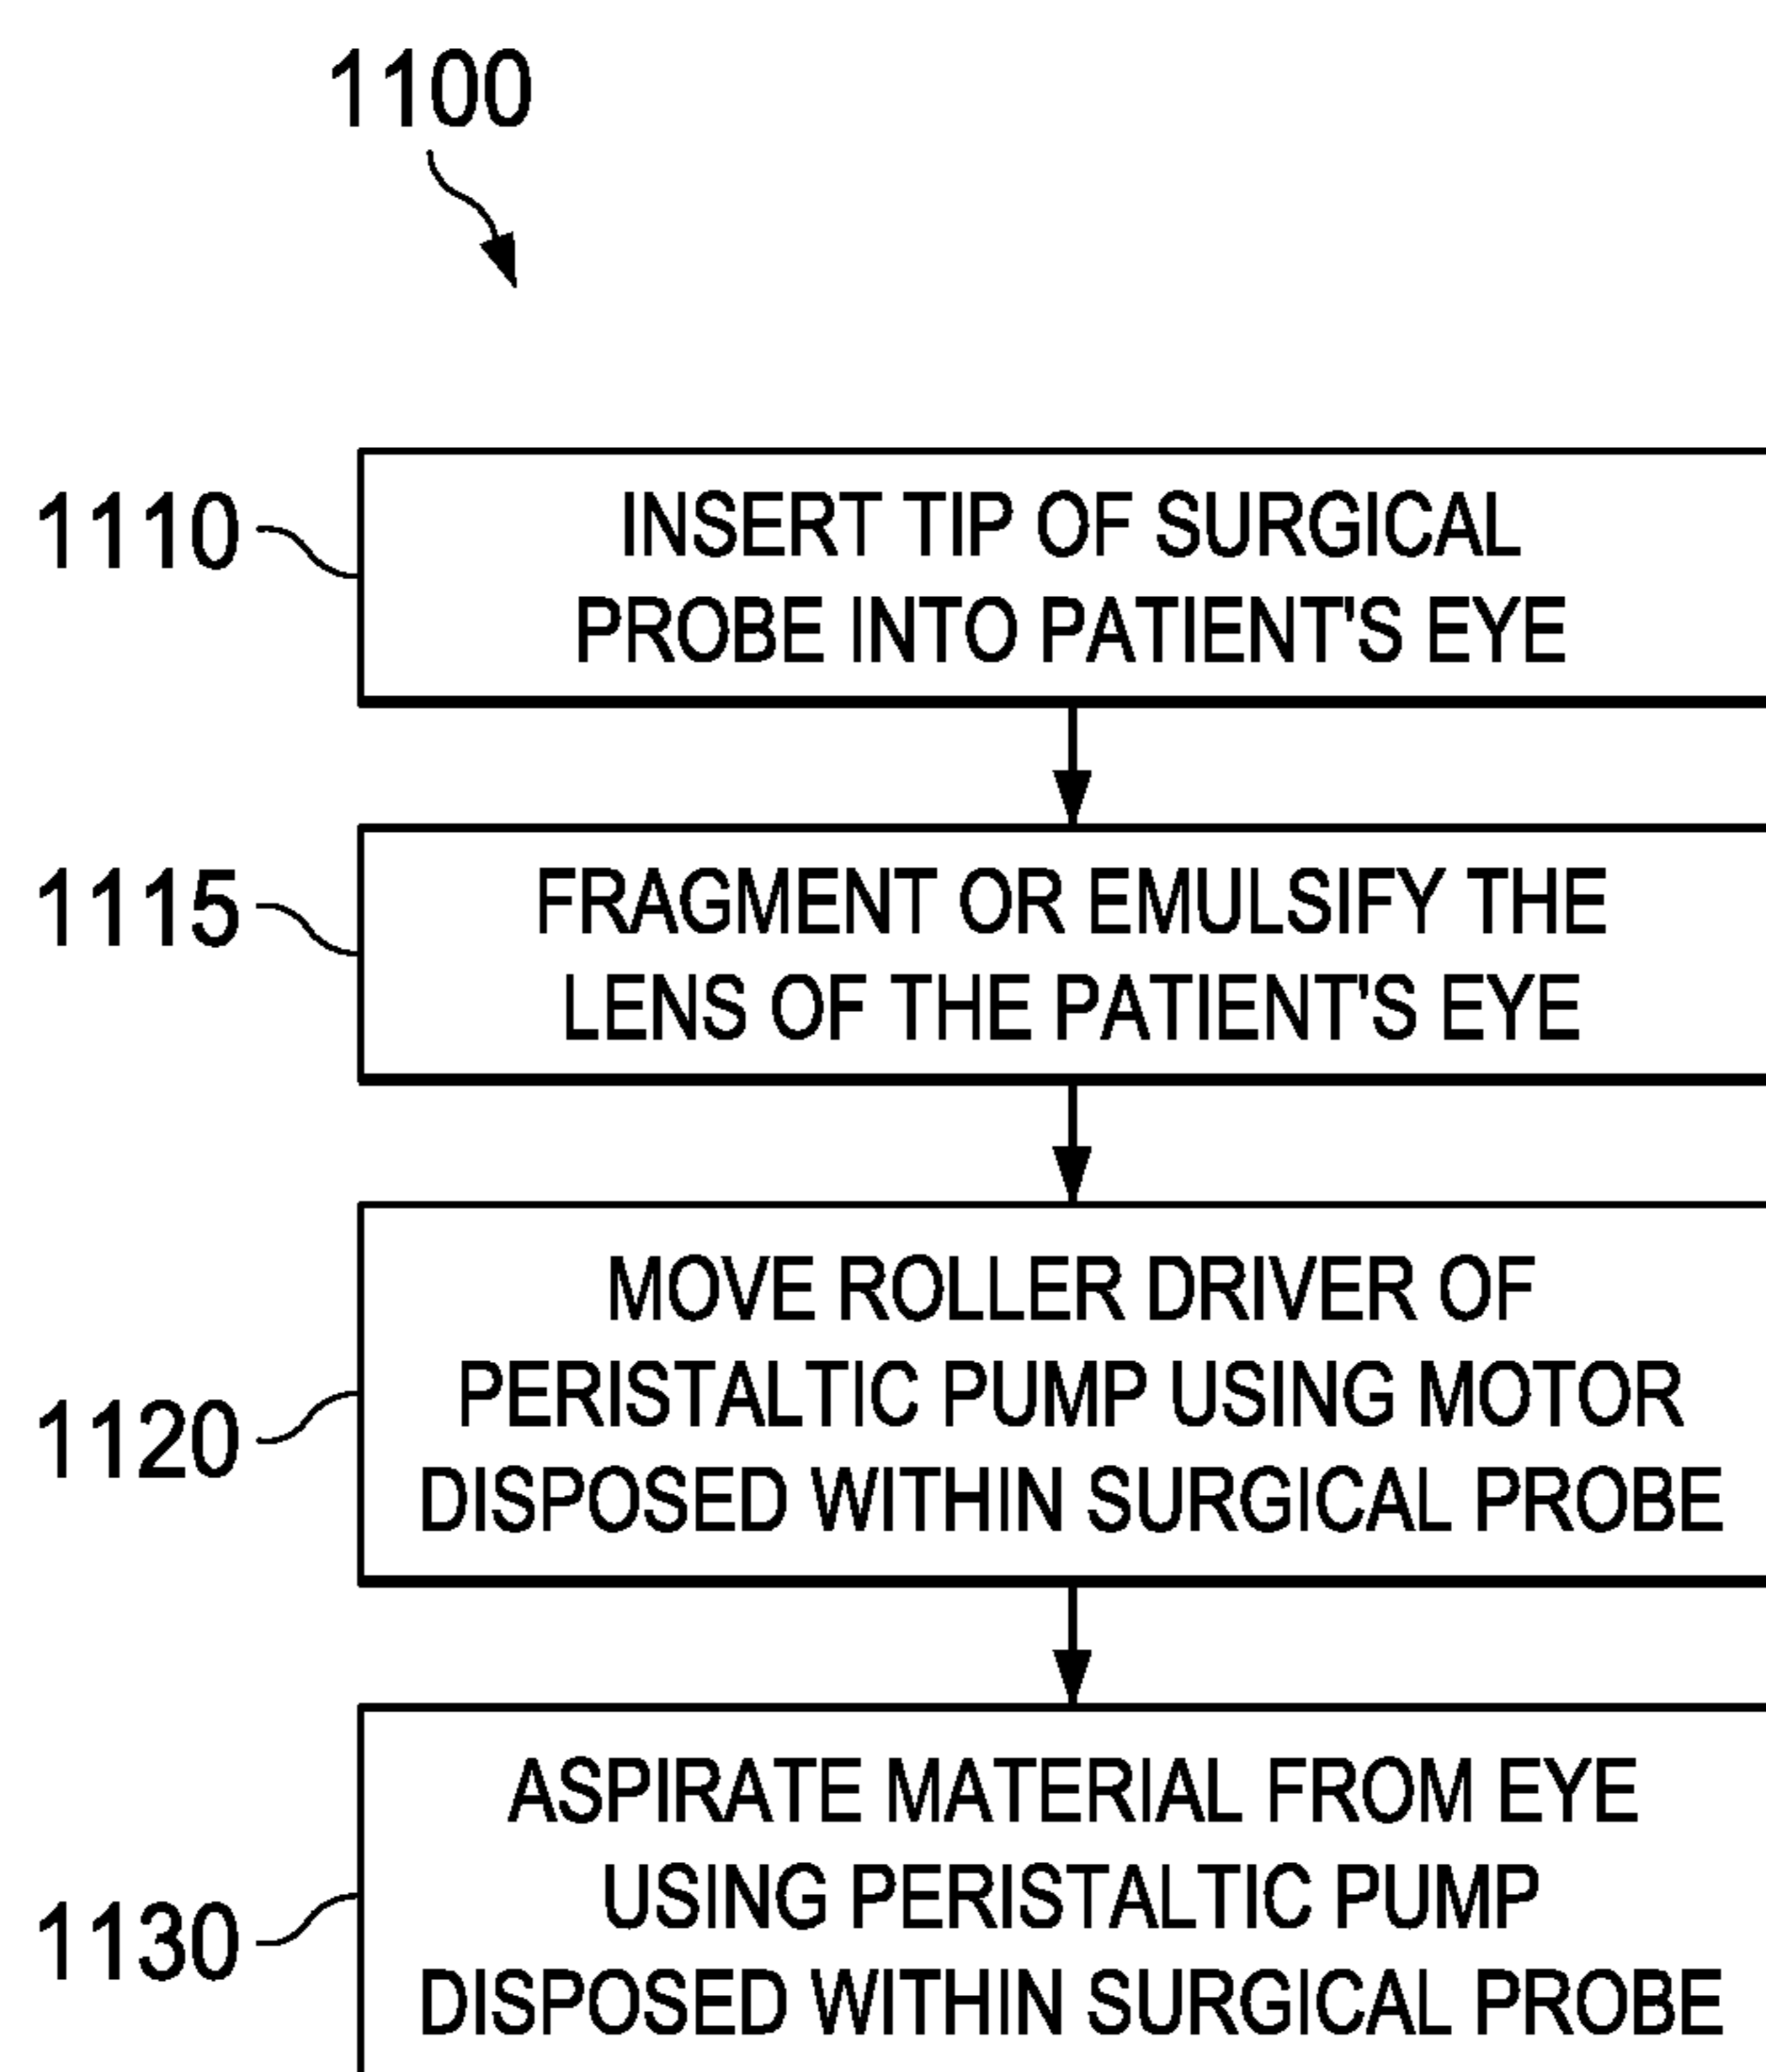 1100
1110
INSERT TIP OF SURGICAL
PROBE INTO PATIENT'S EYE
1115
FRAGMENT OR EMULSIFY THE
LENS OF THE PATIENT'S EYE
1120
MOVE ROLLER DRIVER OF
PERISTALTIC PUMP USING MOTOR
DISPOSED WITHIN SURGICAL PROBE
1130
ASPIRATE MATERIAL FROM EYE
USING PERISTALTIC PUMP
DISPOSED WITHIN SURGICAL PROBE